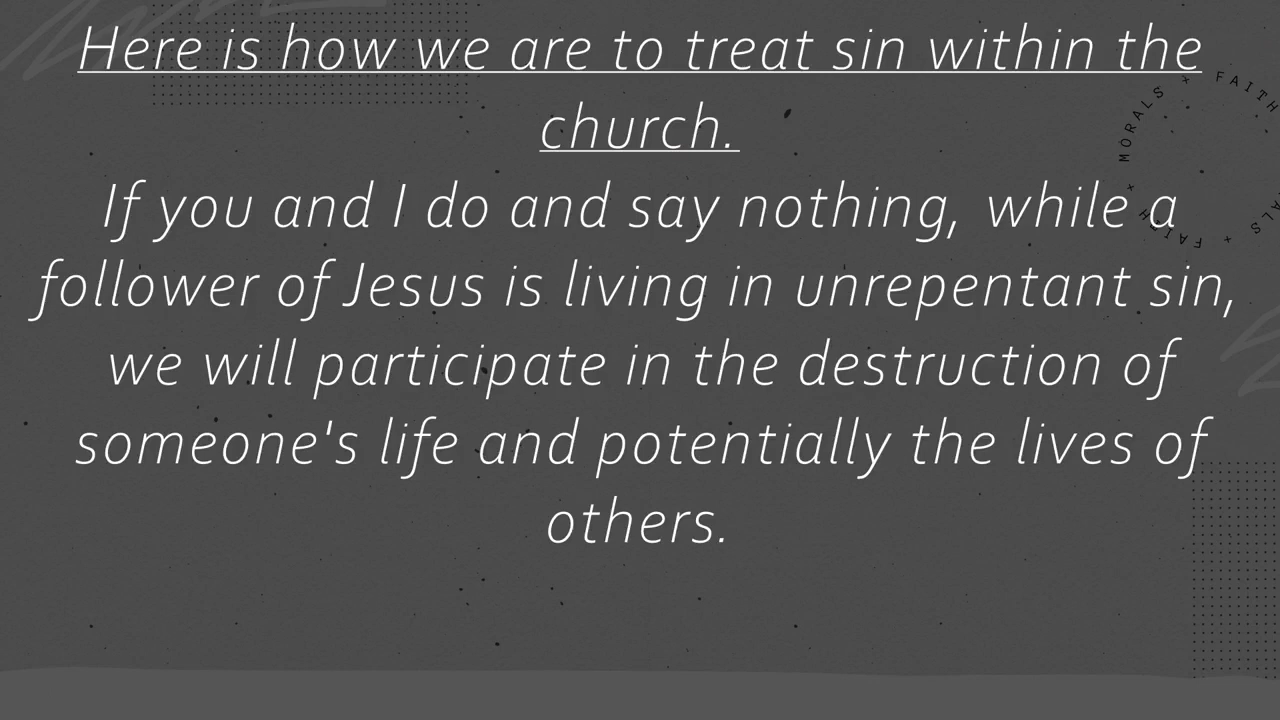 Here is how we are to treat sin within the
church.
If you and I do and say nothing, while a
follower of Jesus is living in unrepentant sin,
we will participate in the destruction of
someone's life and potentially the lives of
others.
MORALS × FAITH
× FAITH ×
ALS